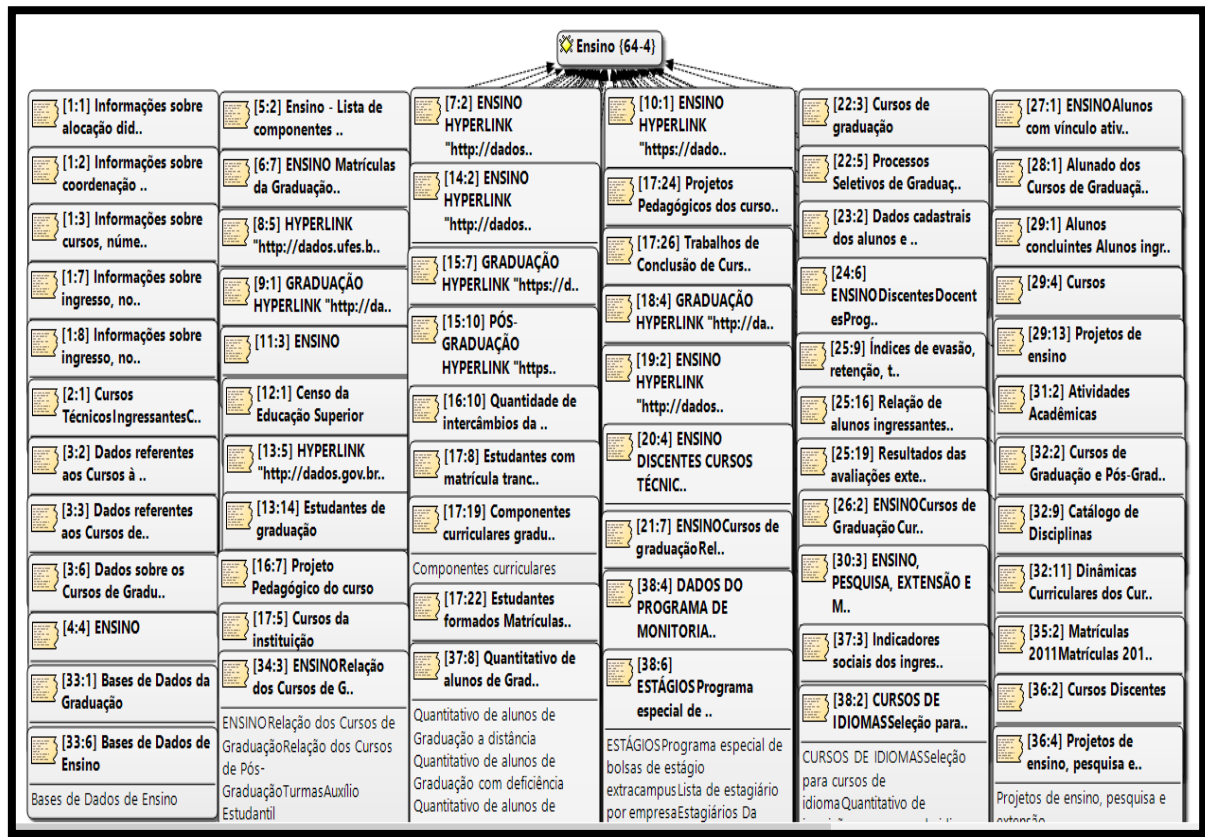 Ensino {64-4}
[1:1] Informações sobre
alocação did..
[1:2] Informações sobre
coordenação ..
[1:3] Informações sobre
cursos, núme..
[1:7] Informações sobre
ingresso, no..
[1:8] Informações sobre
ingresso, no..
[2:1] Cursos
TécnicosIngressantesC..
[3:2] Dados referentes
aos Cursos à ..
[3:3] Dados referentes
aos Cursos de..
[3:6] Dados sobre os
Cursos de Gradu..
[4:4] ENSINO
[33:1] Bases de Dados da
Graduação
[33:6] Bases de Dados de
Ensino
Bases de Dados de Ensino
[5:2] Ensino - Lista de
componentes ..
[6:7] ENSINO Matrículas
da Graduação..
[8:5] HYPERLINK
"http://dados.ufes.b..
[9:1] GRADUAÇÃO
HYPERLINK "http://da..
[11:3] ENSINO
[12:1] Censo da
Educação Superior
[13:5] HYPERLINK
"http://dados.gov.br..
[13:14] Estudantes de
graduação
[16:7] Projeto
Pedagógico do curso
[17:5] Cursos da
instituição
[34:3] ENSINORelação
dos Cursos de G..
ENSINORelação dos Cursos de
GraduaçãoRelação dos Cursos
de Pós-
GraduaçãoTurmasAuxílio
Estudantil
[7:2] ENSINO
HYPERLINK
"http://dados..
[14:2] ENSINO
HYPERLINK
"http://dados..
[15:7] GRADUAÇÃO
HYPERLINK "https://d..
[15:10] PÓS-
GRADUAÇÃO
HYPERLINK "https..
[16:10] Quantidade de
intercâmbios da ..
[17:8] Estudantes com
matrícula tranc..
[17:19] Componentes
curriculares gradu..
Componentes curriculares
[17:22] Estudantes
formados Matrículas..
[37:8] Quantitativo de
alunos de Grad..
Quantitativo de alunos de
Graduação a distância
Quantitativo de alunos de
Graduação com deficiência
Quantitativo de alunos de
[10:1] ENSINO
HYPERLINK
"https://dado..
[17:24] Projetos
Pedagógicos dos curso..
[17:26] Trabalhos de
Conclusão de Curs..
[18:4] GRADUAÇÃO
HYPERLINK "http://da..
[19:2] ENSINO
HYPERLINK
"http://dados..
[20:4] ENSINO
DISCENTES CURSOS
TÉCNIC..
[21:7] ENSINOCursos de
graduaçãoRel..
[38:4] DADOS DO
PROGRAMA DE
MONITORIA..
[38:6]
ESTÁGIOSPrograma
especial de ..
ESTÁGIOSPrograma especial de
bolsas de estágio
extracampusLista de estagiário
por empresaEstagiários Da
[22:3] Cursos de
graduação
[22:5] Processos
Seletivos de Graduaç..
[23:2] Dados cadastrais
dos alunos e ..
[24:6]
ENSINODiscentesDocent
esProg..
[25:9] Índices de evasão,
retenção, t..
[25:16] Relação de
alunos ingressantes..
[25:19] Resultados das
avaliações exte..
[26:2] ENSINOCursos de
Graduação Cur..
[30:3] ENSINO,
PESQUISA, EXTENSÃO E
M..
[37:3] Indicadores
sociais dos ingres..
[38:2] CURSOS DE
IDIOMASSeleção para..
CURSOS DE IDIOMASSeleção
para cursos de
idiomaQuantitativo de
[27:1] ENSINOAlunos
com vínculo ativ..
[28:1] Alunado dos
Cursos de Graduaçã..
[29:1] Alunos
concluintes Alunos ingr..
[29:4] Cursos
[29:13] Projetos de
ensino
[31:2] Atividades
Acadêmicas
[32:2] Cursos de
Graduação e Pós-Grad..
[32:9] Catálogo de
Disciplinas
[32:11] Dinâmicas
Curriculares dos Cur..
[35:2] Matrículas
2011Matrículas 201..
[36:2] Cursos Discentes
[36:4] Projetos de
ensino, pesquisa e..
Projetos de ensino, pesquisa e
extensão